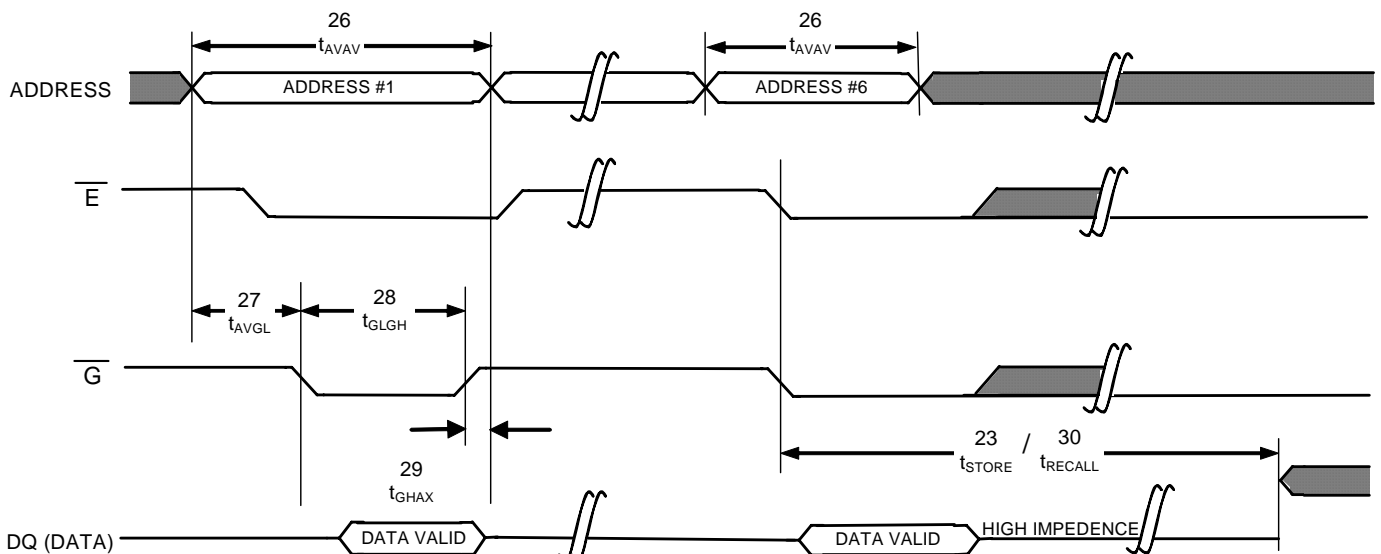 26
tAVAV
26
tAVAV
ADDRESS
ADDRESS #1
ADDRESS #6
E
27
tAVGL
28
tGLGH
G
23 / 30
tSTORE tRECALL
29
tGHAX
DQ (DATA)
DATA VALID
DATA VALID
HIGH IMPEDENCE